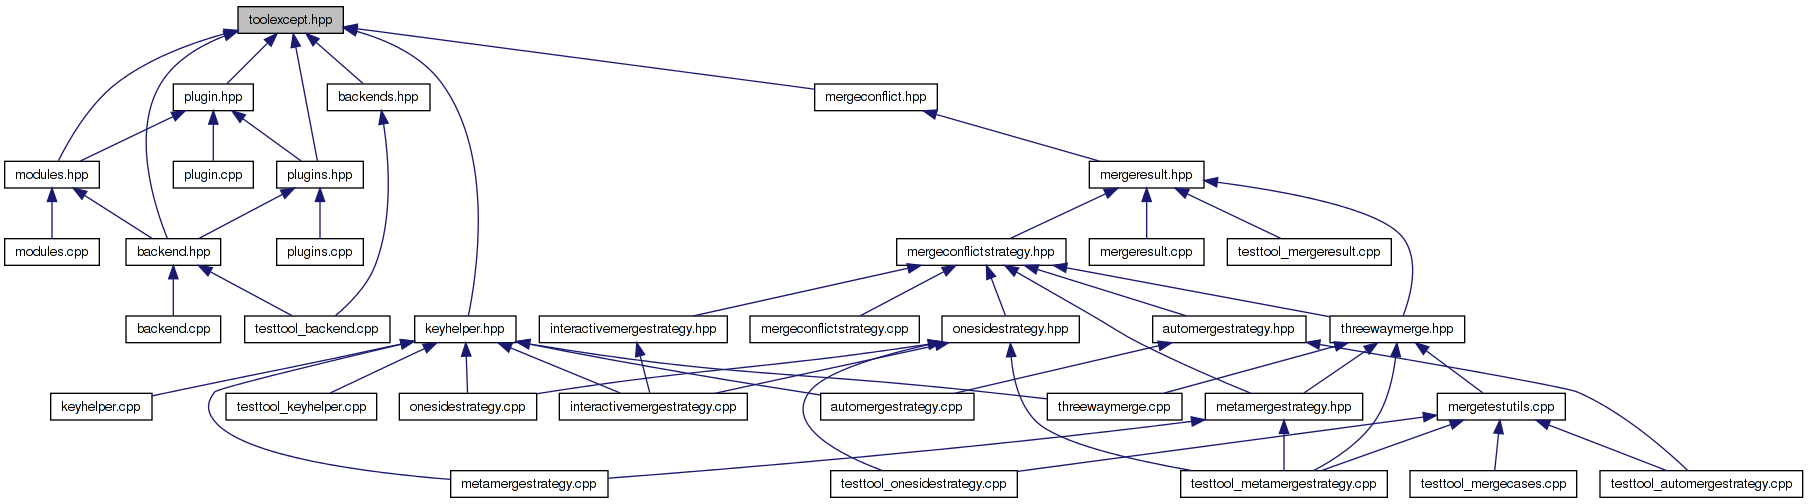 toolexcept.hpp
plugin.hpp
backends.hpp
mergeconflict.hpp
modules.hpp
plugin.cpp
plugins.hpp
mergeresult.hpp
modules.cpp
backend.hpp
plugins.cpp
mergeconflictstrategy.hpp
mergeresult.cpp
testtool_mergeresult.cpp
backend.cpp
testtool_backend.cpp
keyhelper.hpp
interactivemergestrategy.hpp
mergeconflictstrategy.cpp
onesidestrategy.hpp
automergestrategy.hpp
threewaymerge.hpp
keyhelper.cpp
testtool_keyhelper.cpp
onesidestrategy.cpp
interactivemergestrategy.cpp
automergestrategy.cpp
threewaymerge.cpp
metamergestrategy.hpp
mergetestutils.cpp
metamergestrategy.cpp
testtool_onesidestrategy.cpp
testtool_metamergestrategy.cpp
testtool_mergecases.cpp
testtool_automergestrategy.cpp